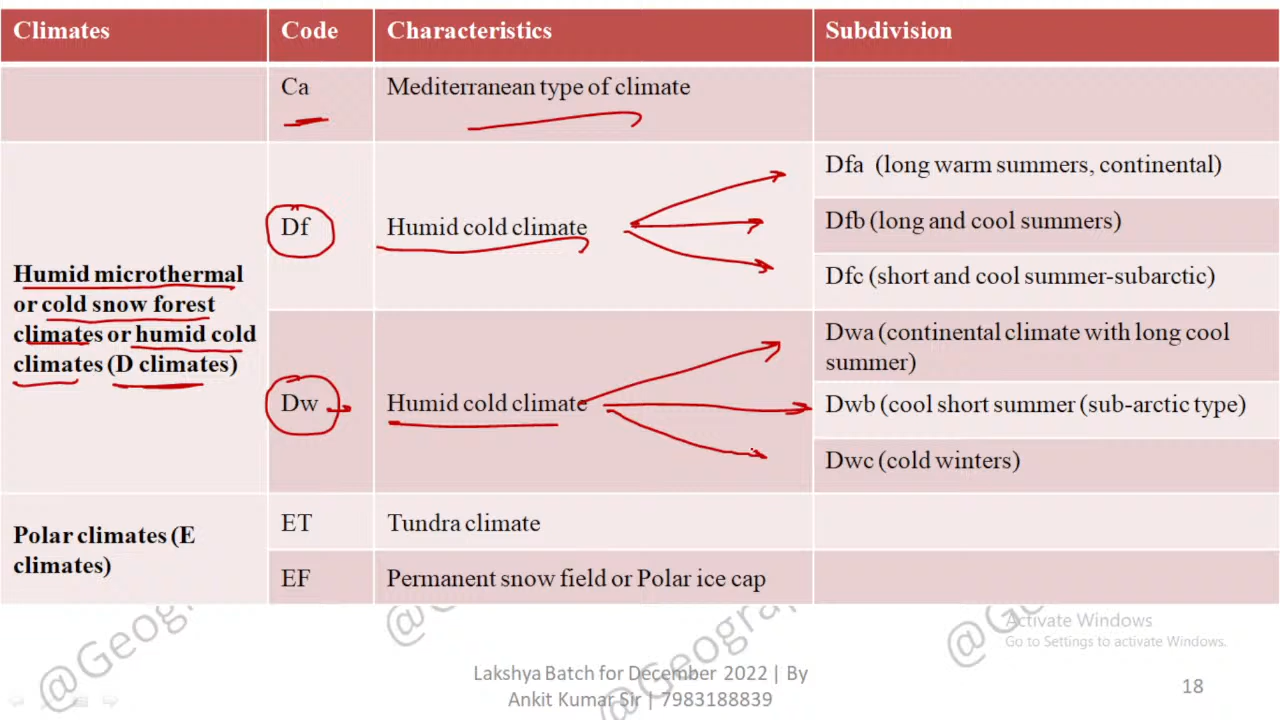 Climates Code Characteristics Subdivision
Ca Mediterranean type of climate
Humid microthermal
or cold snow forest
climates or humid cold
climates (D climates)
Df Humid cold climate
Dfa (long warm summers, continental)
Dfb (long and cool summers)
Dfc (short and cool summer-subarctic)
Dw Humid cold climate
Dwa (continental climate with long cool
summer)
Dwb (cool short summer (sub-arctic type)
Dwc (cold winters)
Polar climates (E
climates)
ET Tundra climate
EF Permanent snow field or Polar ice cap
Activate Windows
Go to Settings to activate Windows.
Lakshya Batch for December 2022 | By
Ankit Kumar Sir | 7983188839
18